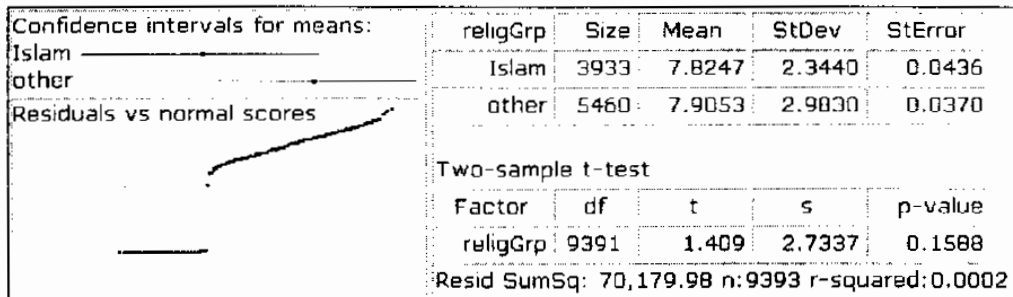 Confidence intervals for means:
Islam
other
Residuals vs normal scores
religGrp Size Mean StDev StError
Islam 3933 7.8247 2.3440 0.0436
other 5460 7.9053 2.9830 0.0370
Two-sample t-test
Factor df t s p-value
religGrp 9391 1.409 2.7337 0.1588
Resid SumSq: 70,179.98 n:9393 r-squared:0.0002